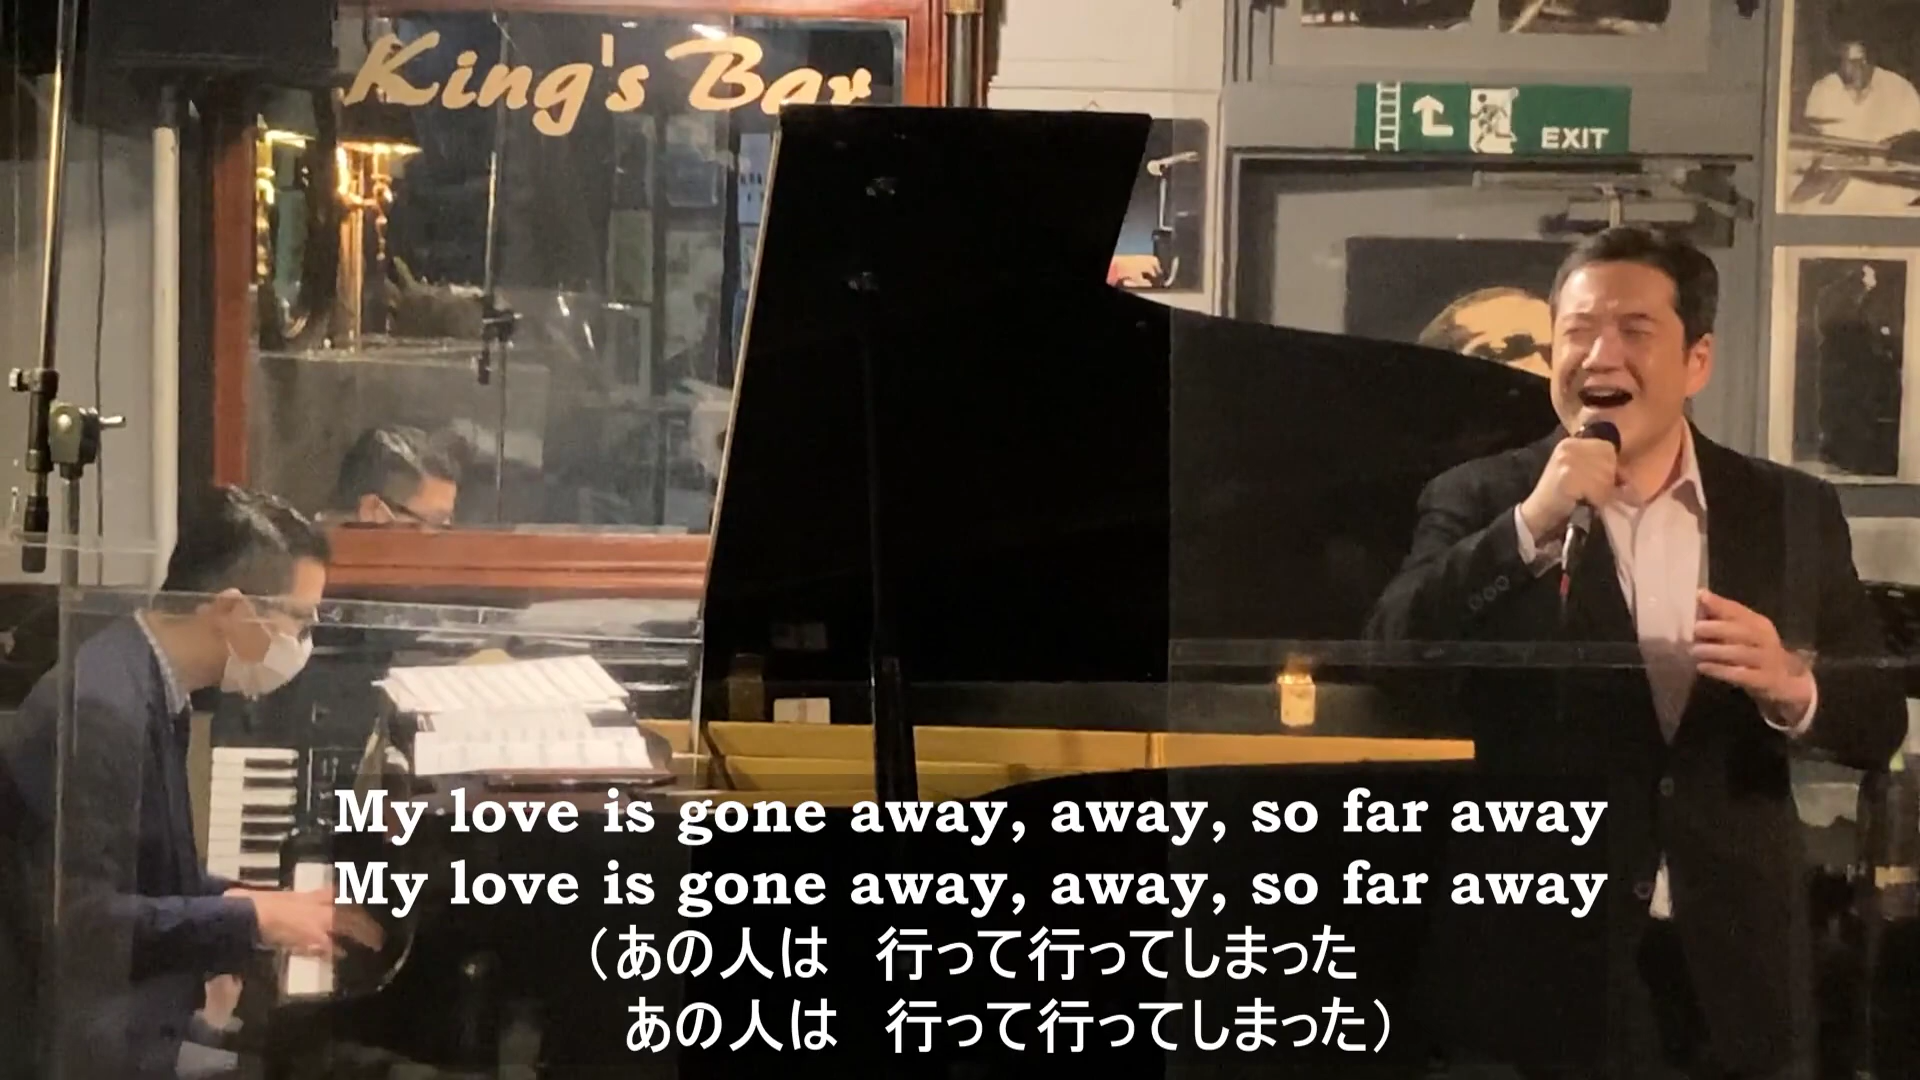 King's Bar
EXIT
My love is gone away, away, so far away
My love is gone away, away, so far away
（あの人は　行って行ってしまった
あの人は　行って行ってしまった）